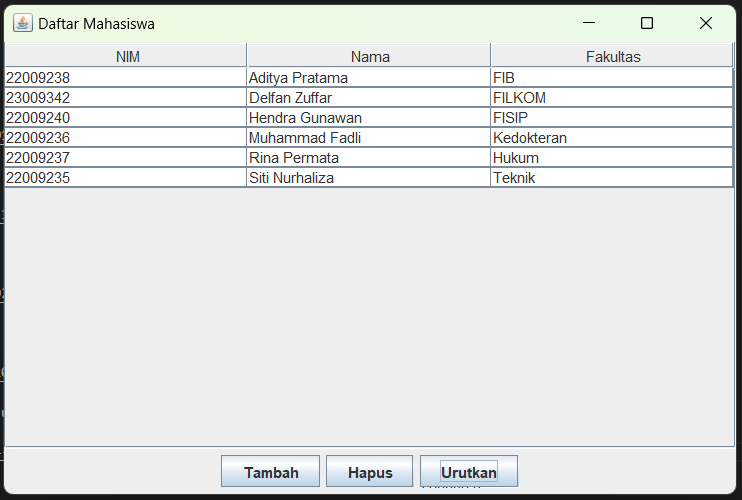 Daftar Mahasiswa
NIM Nama Fakultas
22009238 Aditya Pratama FIB
23009342 Delfan Zuffar FILKOM
22009240 Hendra Gunawan FISIP
22009236 Muhammad Fadli Kedokteran
22009237 Rina Permata Hukum
22009235 Siti Nurhaliza Teknik
Tambah Hapus Urutkan